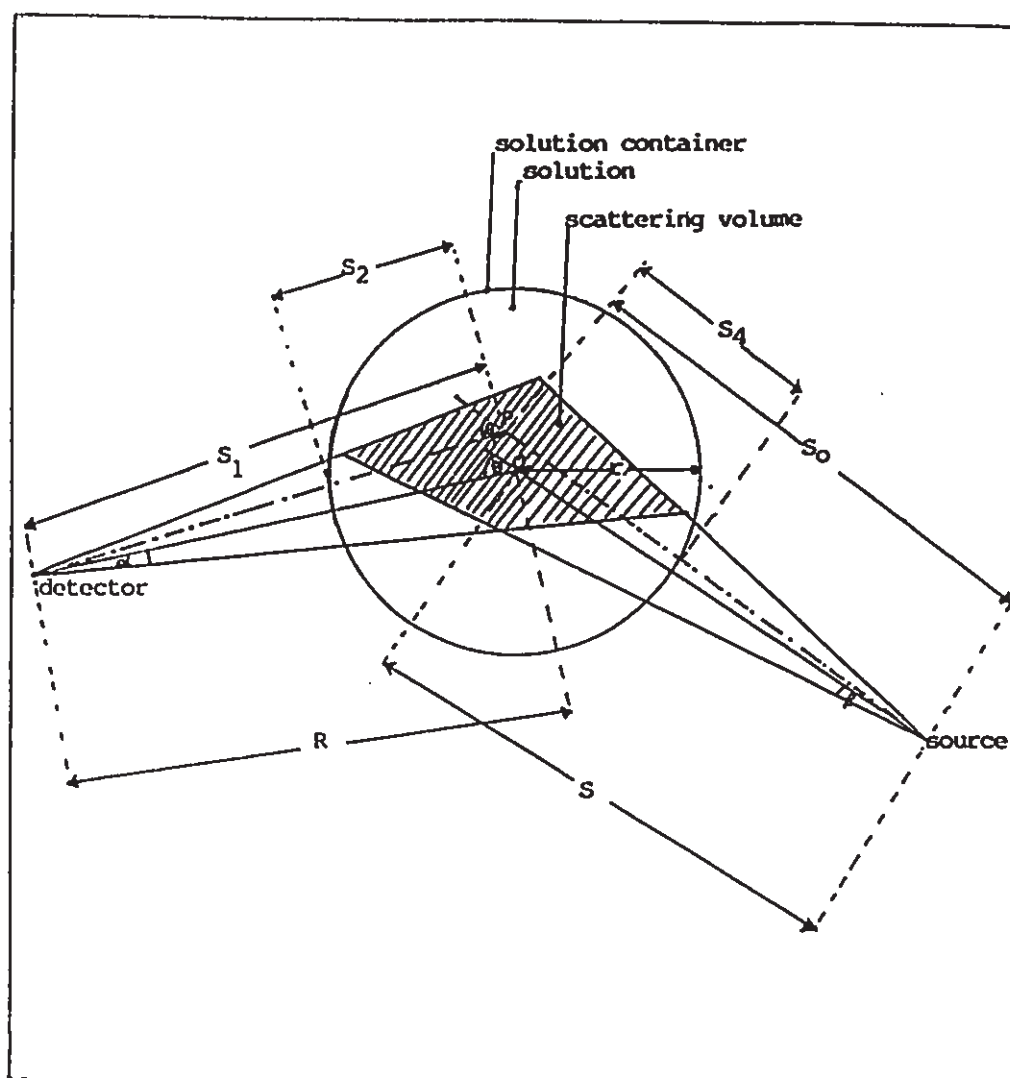 solution container
solution
scattering volume
S2
S4
S1
So
r
α
detector
R
source
S